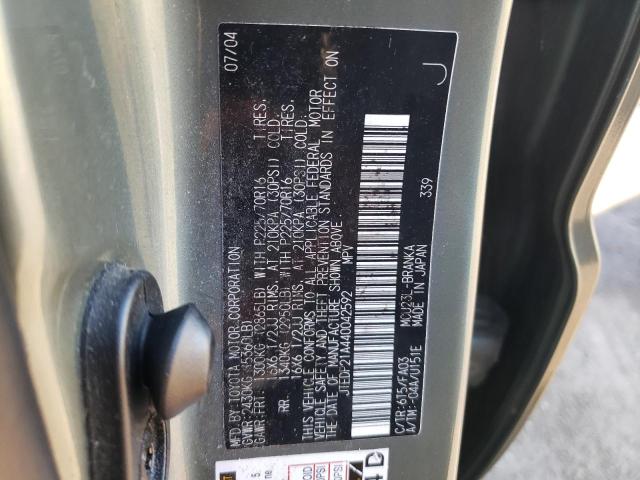 MFD. BY:TOYOTA MOTOR CORPORATION 07/04
GVWR: 2430KG (5360LB)
GAWR:FRT. 1300KG (2865LB) WITH P225/70R16 TIRES.
16X6 1/2JJ RIMS, AT 210KPA (30PSI) COLD.
RR. 1340KG (2950LB) WITH P225/70R16 TIRES.
16X6 1/2JJ RIMS, AT 210KPA (30PSI) COLD.
THIS VEHICLE CONFORMS TO ALL APPLICABLE FEDERAL MOTOR
VEHICLE SAFETY AND THEFT PREVENTION STANDARDS IN EFFECT ON
THE DATE OF MANUFACTURE SHOWN ABOVE.
JTEDP21A440042592 MPV
J
C/TR:6T5/FA03 MCU23L-BRANKA
A/TM-04A/U151E MADE IN JAPAN 339
4D